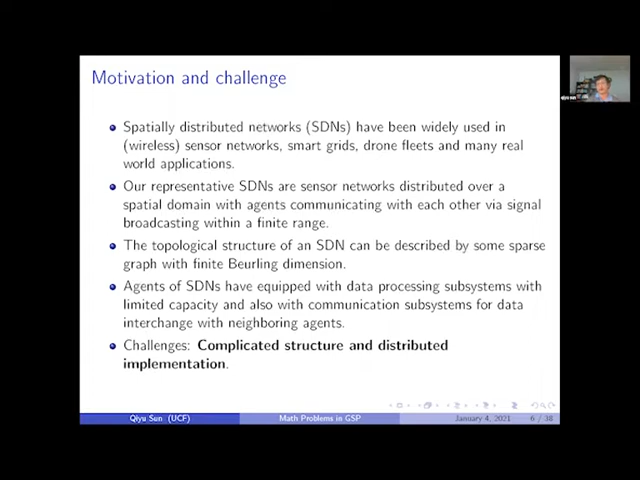 Motivation and challenge
Spatially distributed networks (SDNs) have been widely used in
(wireless) sensor networks, smart grids, drone fleets and many real
world applications.
Our representative SDNs are sensor networks distributed over a
spatial domain with agents communicating with each other via signal
broadcasting within a finite range.
The topological structure of an SDN can be described by some sparse
graph with finite Beurling dimension.
Agents of SDNs have equipped with data processing subsystems with
limited capacity and also with communication subsystems for data
interchange with neighboring agents.
Challenges: Complicated structure and distributed
implementation.
Qiyu Sun (UCF)
Math Problems in GSP
January 4, 2021
6 / 38
qiyu sun